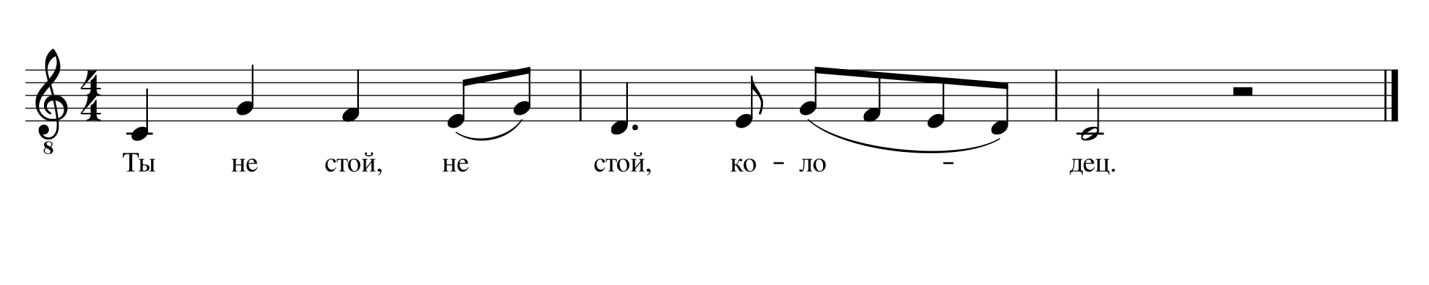 Ты не стой, не стой, ко – ло – дец.